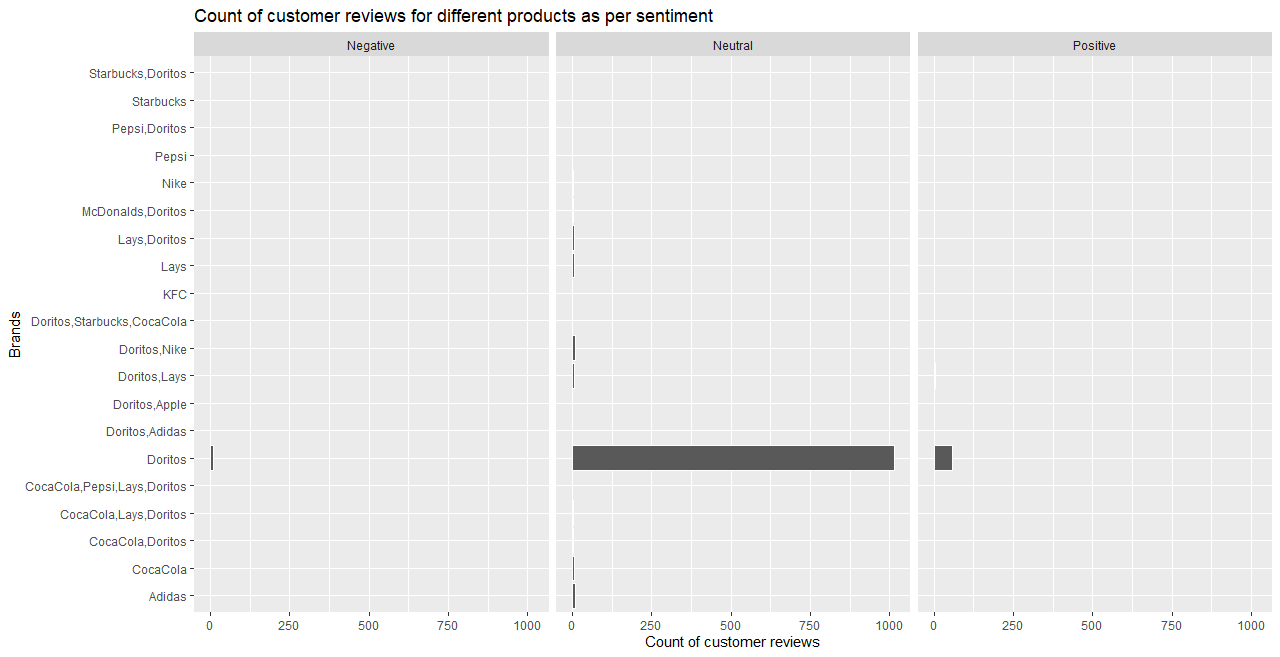 Count of customer reviews for different products as per sentiment
Negative
Neutral
Positive
Brands
Starbucks,Doritos
Starbucks
Pepsi,Doritos
Pepsi
Nike
McDonalds,Doritos
Lays,Doritos
Lays
KFC
Doritos,Starbucks,CocaCola
Doritos,Nike
Doritos,Lays
Doritos,Apple
Doritos,Adidas
Doritos
CocaCola,Pepsi,Lays,Doritos
CocaCola,Lays,Doritos
CocaCola,Doritos
CocaCola
Adidas
0 250 500 750 1000
0 250 500 750 1000
0 250 500 750 1000
Count of customer reviews